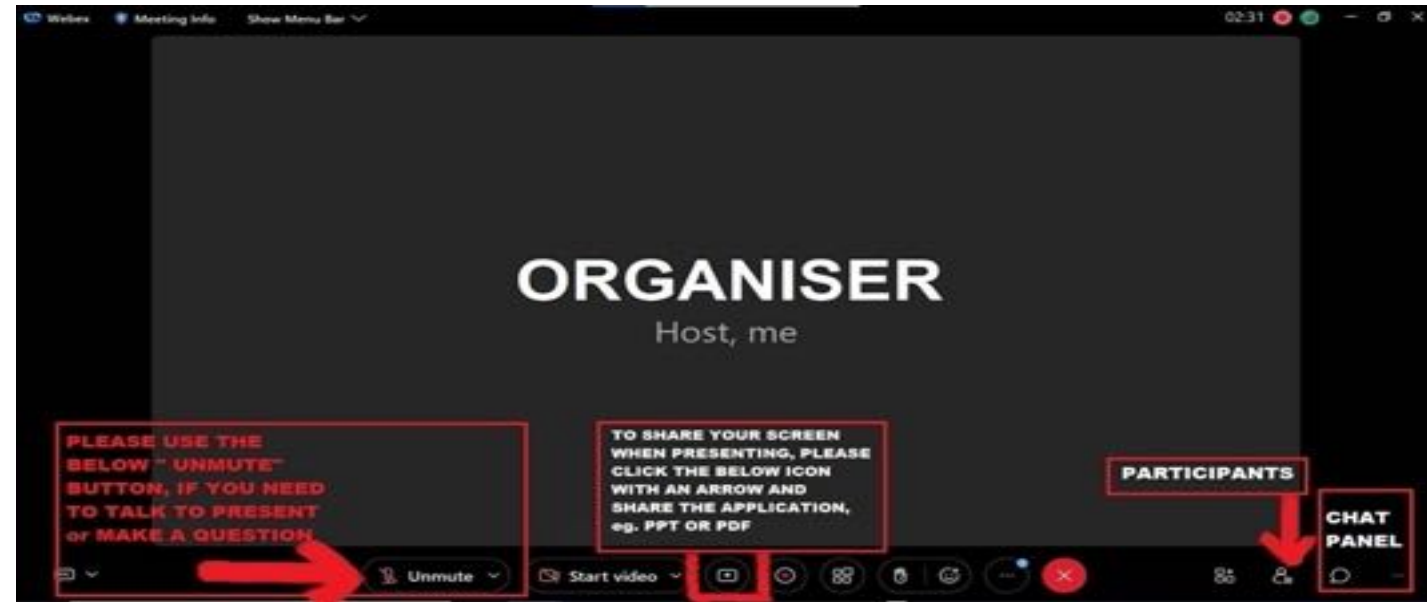 Webex Meeting Info Show Menu Bar
02:31
ORGANISER
Host, me
PLEASE USE THE
BELOW " UNMUTE"
BUTTON, IF YOU NEED
TO TALK TO PRESENT
or MAKE A QUESTION
TO SHARE YOUR SCREEN
WHEN PRESENTING, PLEASE
CLICK THE BELOW ICON
WITH AN ARROW AND
SHARE THE APPLICATION,
eg. PPT OR PDF
PARTICIPANTS
CHAT
PANEL
Unmute
Start video